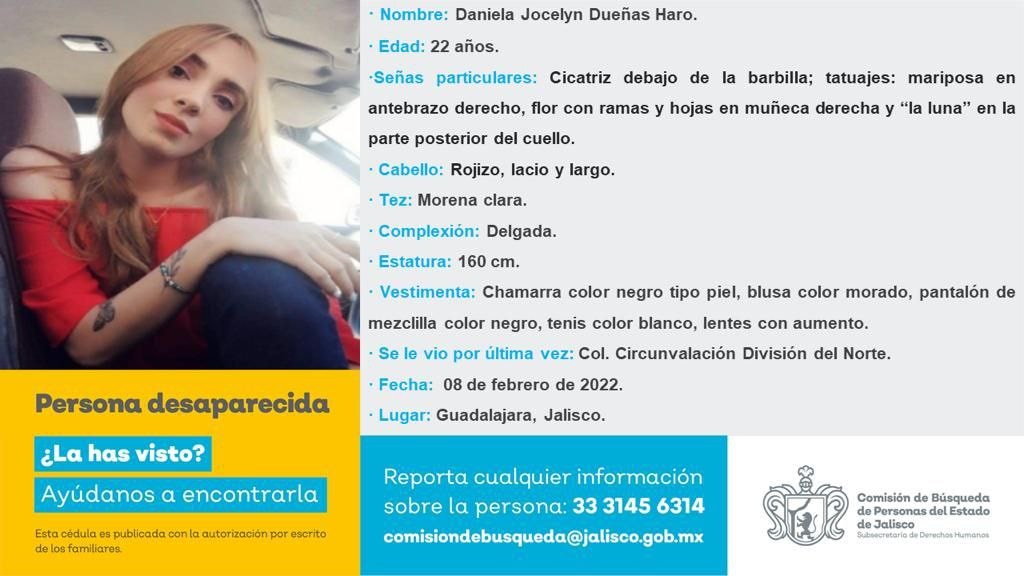 · Nombre: Daniela Jocelyn Dueñas Haro.
· Edad: 22 años.
·Señas particulares: Cicatriz debajo de la barbilla; tatuajes: mariposa en
antebrazo derecho, flor con ramas y hojas en muñeca derecha y “la luna” en la
parte posterior del cuello.
· Cabello: Rojizo, lacio y largo.
· Tez: Morena clara.
· Complexión: Delgada.
· Estatura: 160 cm.
· Vestimenta: Chamarra color negro tipo piel, blusa color morado, pantalón de
mezclilla color negro, tenis color blanco, lentes con aumento.
· Se le vio por última vez: Col. Circunvalación División del Norte.
· Fecha: 08 de febrero de 2022.
· Lugar: Guadalajara, Jalisco.
Persona desaparecida
¿La has visto?
Ayúdanos a encontrarla
Esta cédula es publicada con la autorización por escrito
de los familiares.
Reporta cualquier información
sobre la persona: 33 3145 6314
comisiondebusqueda@jalisco.gob.mx
Comisión de Búsqueda
de Personas del Estado
de Jalisco
Subsecretaría de Derechos Humanos